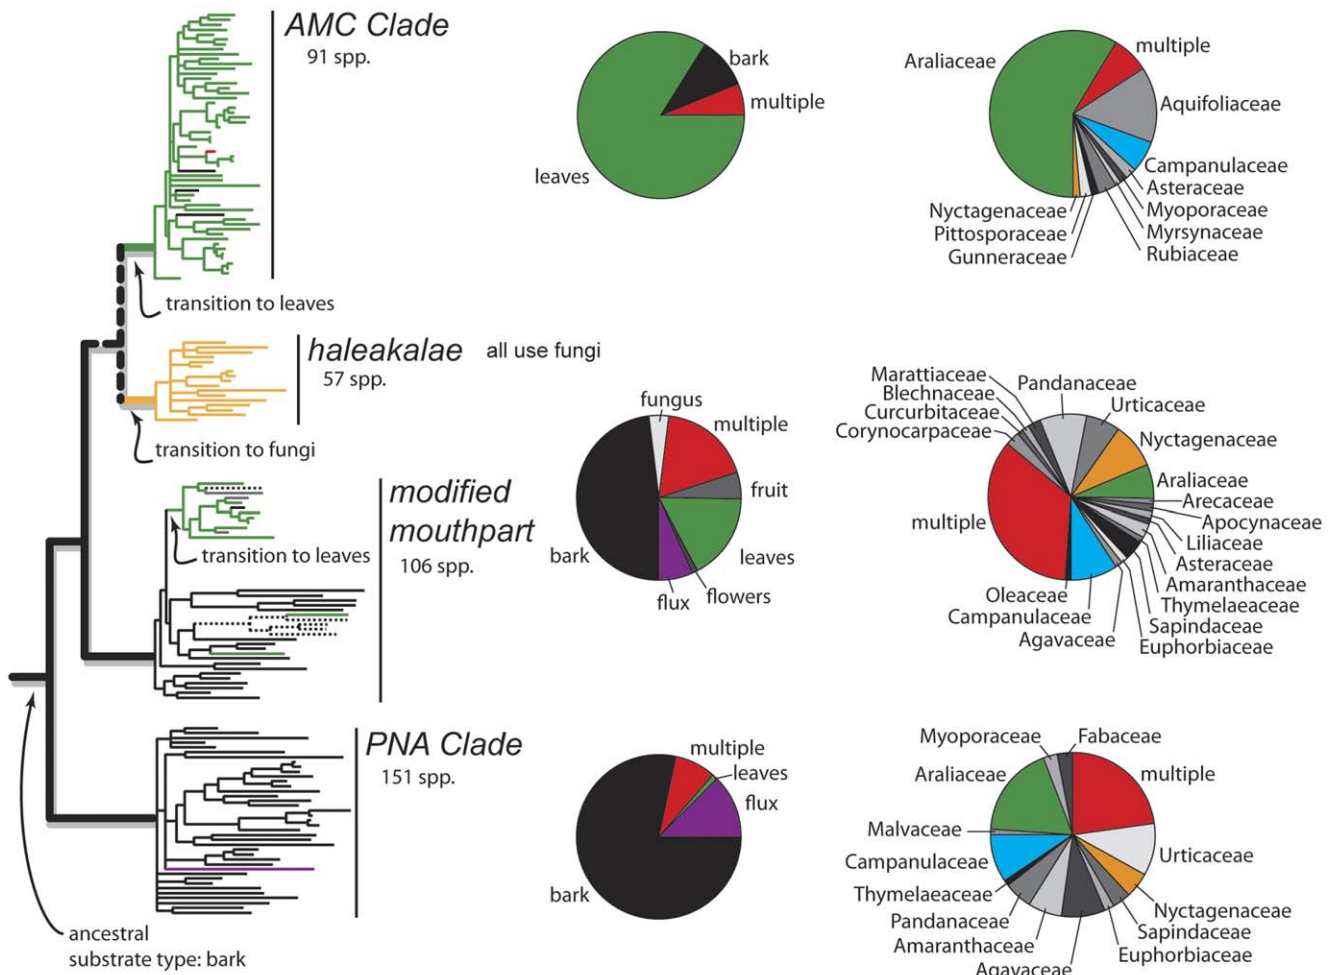 AMC Clade
91 spp.
transition to leaves
bark
multiple
leaves
Araliaceae
multiple
Aquifoliaceae
Campanulaceae
Asteraceae
Myoporaceae
Myrsynaceae
Rubiaceae
Nyctagenaceae
Pittosporaceae
Gunneraceae
haleakalae all use fungi
57 spp.
transition to fungi
modified
mouthpart
106 spp.
transition to leaves
fungus
multiple
fruit
leaves
flowers
flux
bark
Marattiaceae
Blechnaceae
Curcurbitaceae
Corynocarpaceae
Pandanaceae
Urticaceae
Nyctagenaceae
Araliaceae
Arecaceae
Apocynaceae
Liliaceae
Asteraceae
Amaranthaceae
Thymelaeaceae
Sapindaceae
Euphorbiaceae
multiple
Oleaceae
Campanulaceae
Agavaceae
PNA Clade
151 spp.
ancestral
substrate type: bark
multiple
leaves
flux
bark
Myoporaceae
Fabaceae
Araliaceae
multiple
Malvaceae
Campanulaceae
Urticaceae
Thymelaeaceae
Pandanaceae
Amaranthaceae
Agavaceae
Nyctagenaceae
Sapindaceae
Euphorbiaceae